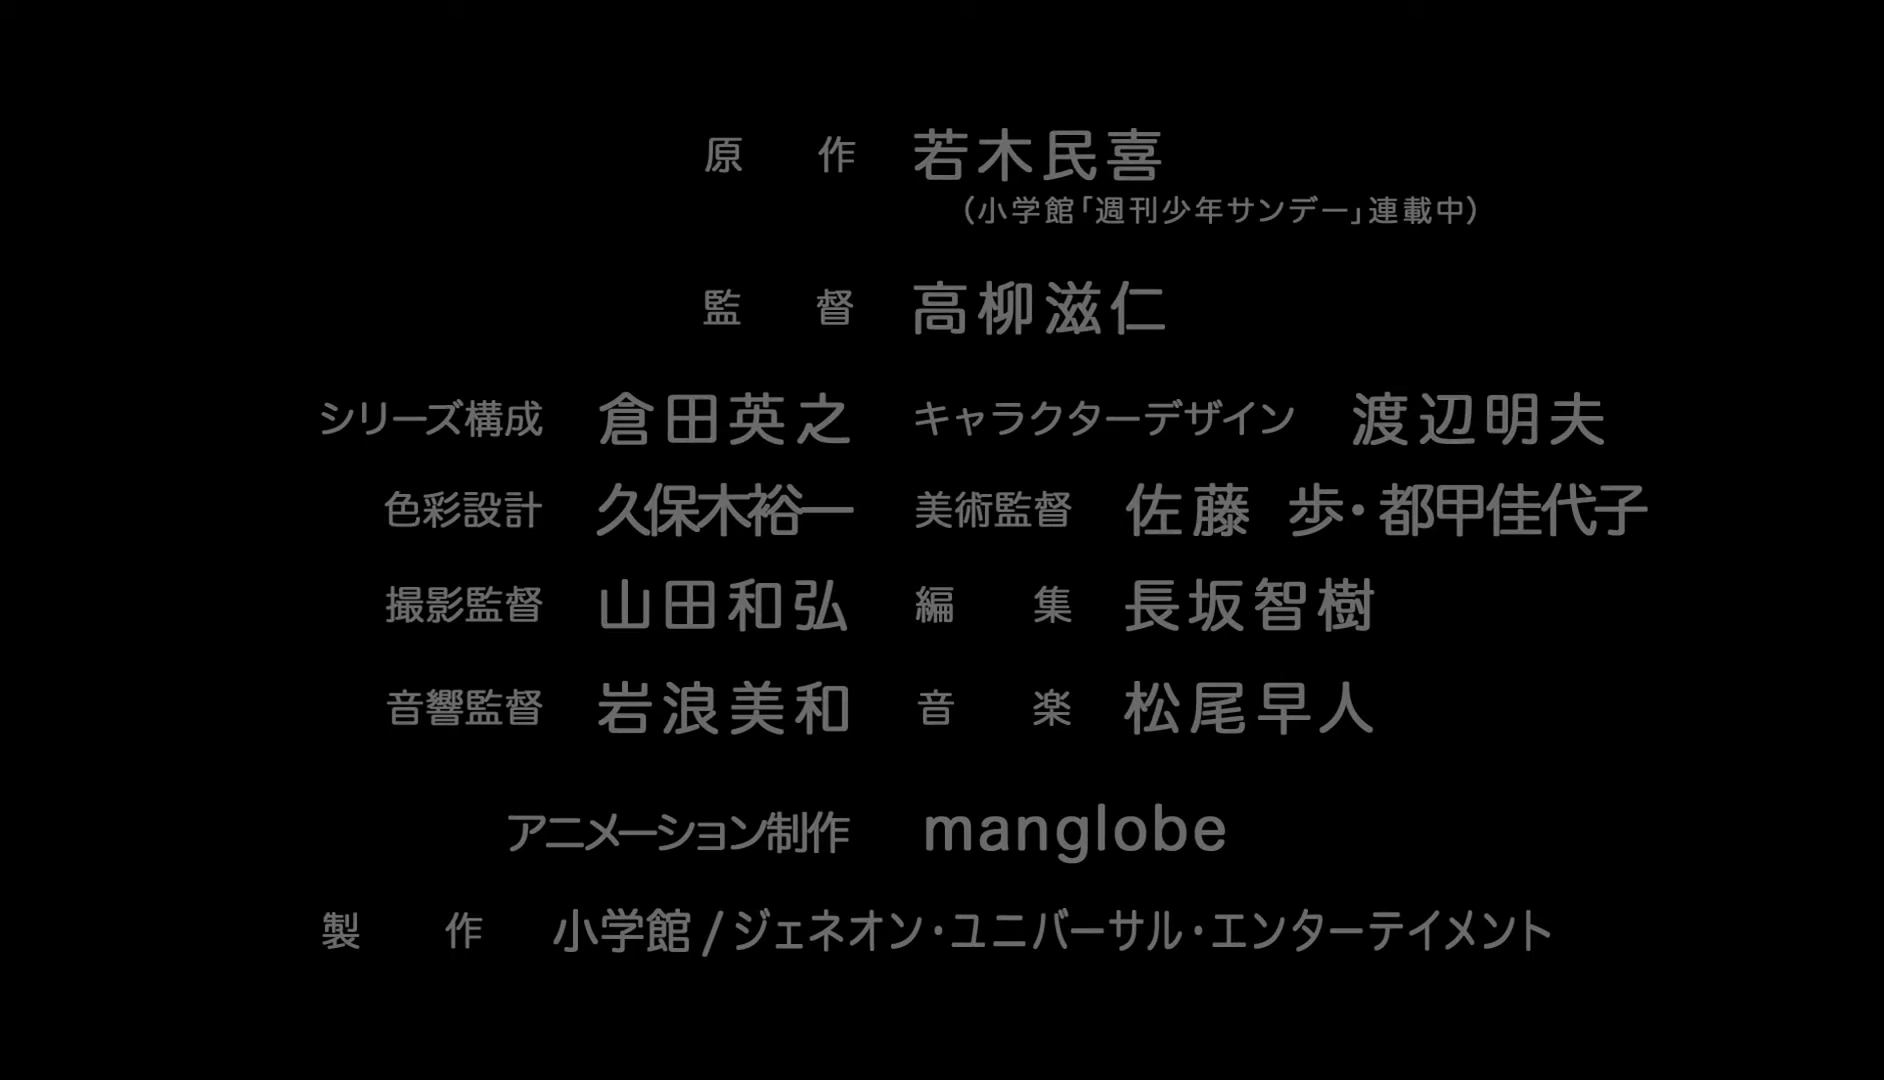 原作 若木民喜
(小学館「週刊少年サンデー」連載中)
監督 高柳滋仁
シリーズ構成 倉田英之 キャラクターデザイン 渡辺明夫
色彩設計 久保木裕一 美術監督 佐藤 歩・都甲佳代子
撮影監督 山田和弘 編集 長坂智樹
音響監督 岩浪美和 音楽 松尾早人
アニメーション制作 manglobe
製作 小学館/ジェネオン・ユニバーサル・エンターテイメント